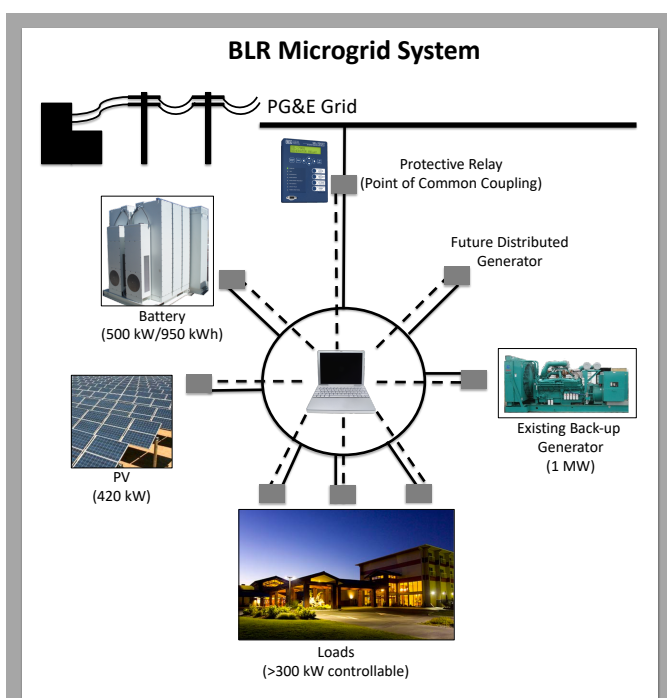 BLR Microgrid System
PG&E Grid
Protective Relay
(Point of Common Coupling)
Future Distributed
Generator
Battery
(500 kW/950 kWh)
Existing Back-up
Generator
(1 MW)
PV
(420 kW)
Loads
(>300 kW controllable)